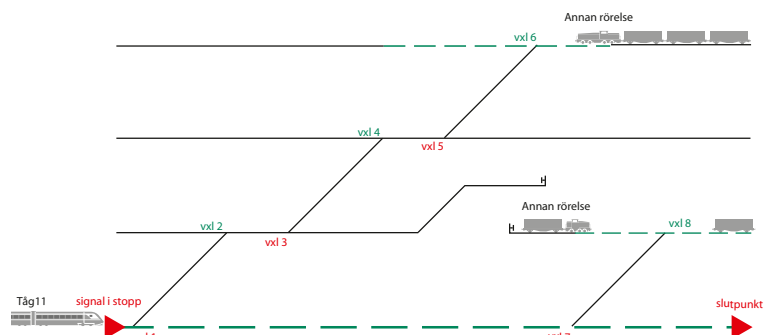 Annan rörelse
vxl 6
vxl 4
vxl 5
Annan rörelse
vxl 2
vxl 8
vxl 3
Tåg11
signal i stopp
slutpunkt